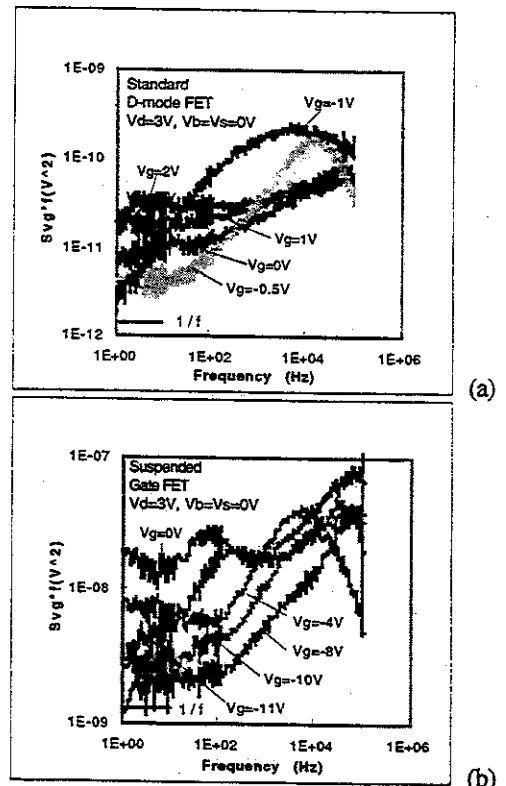 1E-09
Standard
D-mode FET
Vd=3V, Vb=Vs=0V
Vg=-1V
1E-10
Vg=2V
Svg*f(V^2)
1E-11
Vg=1V
Vg=0V
Vg=-0.5V
1 / f
1E-12
1E+00 1E+02 1E+04 1E+06
Frequency (Hz)
(a)
1E-07
Suspended
Gate FET
Vd=3V, Vb=Vs=0V
Vg=0V
Svg*f(V^2)
1E-08
Vg=-4V
Vg=-8V
Vg=-10V
Vg=-11V
1 / f
1E-09
1E+00 1E+02 1E+04 1E+06
Frequency (Hz)
(b)